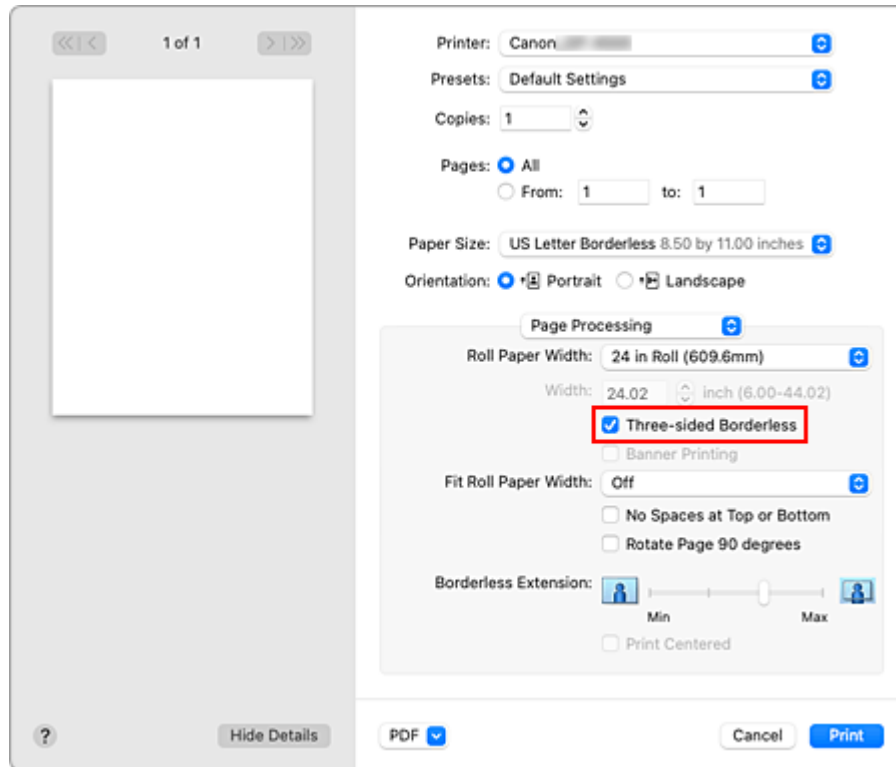 1 of 1
Printer: Canon
Presets: Default Settings
Copies: 1
Pages: All
From: 1 to: 1
Paper Size: US Letter Borderless 8.50 by 11.00 inches
Orientation: Portrait Landscape
Page Processing
Roll Paper Width: 24 in Roll (609.6mm)
Width: 24.02 inch (6.00-44.02)
Three-sided Borderless
Banner Printing
Fit Roll Paper Width: Off
No Spaces at Top or Bottom
Rotate Page 90 degrees
Borderless Extension:
Min Max
Print Centered
? Hide Details PDF Cancel Print